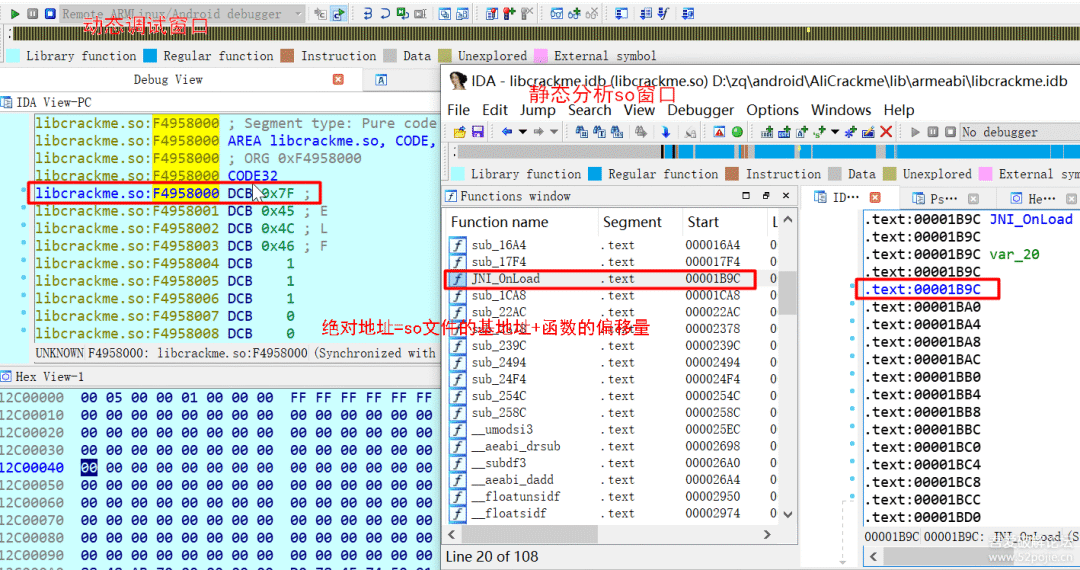 Remote ARMLinux/Android debugger
动态调试窗口
Library function Regular function Instruction Data Unexplored External symbol
Debug View
IDA View-PC
libcrackme.so:F4958000 ; Segment type: Pure code
libcrackme.so:F4958000 AREA libcrackme.so, CODE,
libcrackme.so:F4958000 ; ORG 0xF4958000
libcrackme.so:F4958000 CODE32
libcrackme.so:F4958000 DCB 0x7F ;
libcrackme.so:F4958001 DCB 0x45 ; E
libcrackme.so:F4958002 DCB 0x4C ; L
libcrackme.so:F4958003 DCB 0x46 ; F
libcrackme.so:F4958004 DCB 1
libcrackme.so:F4958005 DCB 1
libcrackme.so:F4958006 DCB 1
libcrackme.so:F4958007 DCB 0
libcrackme.so:F4958008 DCB 0
UNKNOWN F4958000: libcrackme.so:F4958000 (Synchronized with
绝对地址=so文件的基地址+函数的偏移量
Hex View-1
12C00000 00 05 00 00 01 00 00 00 FF FF FF FF FF FF
12C00010 00 00 00 00 00 00 00 00 00 00 00 00 00 00
12C00020 00 00 00 00 00 00 00 00 00 00 00 00 00 00
12C00030 00 00 00 00 00 00 00 00 00 00 00 00 00 00
12C00040 00 00 00 00 00 00 00 00 00 00 00 00 00 00
12C00050 00 00 00 00 00 00 00 00 00 00 00 00 00 00
12C00060 00 00 00 00 00 00 00 00 00 00 00 00 00 00
12C00070 00 00 00 00 00 00 00 00 00 00 00 00 00 00
12C00080 00 00 00 00 00 00 00 00 00 00 00 00 00 00
12C00090 00 00 00 00 00 00 00 00 00 00 00 00 00 00
IDA - libcrackme.idb (libcrackme.so) D:\zq\android\AliCrackme\lib\armeabi\libcrackme.idb
静态分析so窗口
File Edit Jump Search View Debugger Options Windows Help
No debugger
Library function Regular function Instruction Data Unexplored External sym
Functions window
Function name Segment Start L
sub_16A4 .text 000016A4 0
sub_17F4 .text 000017F4 0
JNI_OnLoad .text 00001B9C 0
sub_1CA8 .text 00001CA8 0
sub_22AC .text 000022AC 0
.text 00002378 0
sub_239C .text 0000239C 0
sub_2494 .text 00002494 0
sub_24F4 .text 000024F4 0
sub_254C .text 0000254C 0
sub_258C .text 0000258C 0
__umodsi3 .text 000025EC 0
__aeabi_drsub .text 00002698 0
__subdf3 .text 000026A0 0
__aeabi_dadd .text 000026A4 0
__floatunsidf .text 00002950 0
__floatsidf .text 00002974 0
Line 20 of 108
ID… Ps… He…
.text:00001B9C JNI_OnLoad
.text:00001B9C
.text:00001B9C var_20
.text:00001B9C
.text:00001B9C
.text:00001BA0
.text:00001BA4
.text:00001BA8
.text:00001BAC
.text:00001BB0
.text:00001BB4
.text:00001BB8
.text:00001BBC
.text:00001BC0
.text:00001BC4
.text:00001BC8
.text:00001BCC
.text:00001BD0
00001B9C 00001B9C: JNI_OnLoad (S
www.52pojie.cn